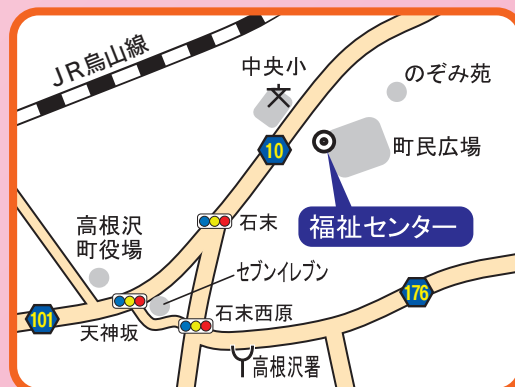 JR烏山線
中央小
のぞみ苑
10
町民広場
福祉センター
石末
高根沢
町役場
セブンイレブン
176
101
天神坂
石末西原
高根沢署